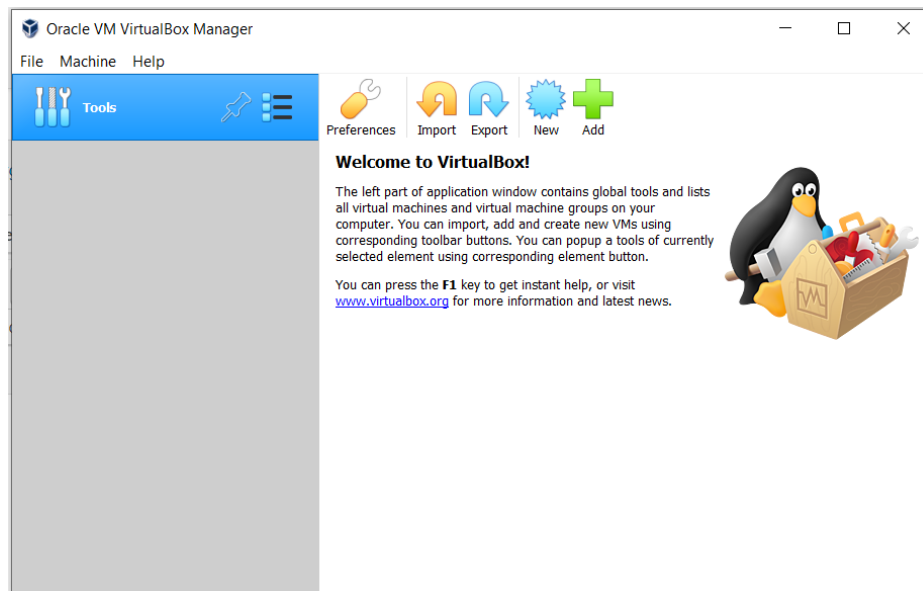 Oracle VM VirtualBox Manager
File Machine Help
Tools
Preferences Import Export New Add
Welcome to VirtualBox!
The left part of application window contains global tools and lists
all virtual machines and virtual machine groups on your
computer. You can import, add and create new VMs using
corresponding toolbar buttons. You can popup a tools of currently
selected element using corresponding element button.
You can press the F1 key to get instant help, or visit
www.virtualbox.org for more information and latest news.